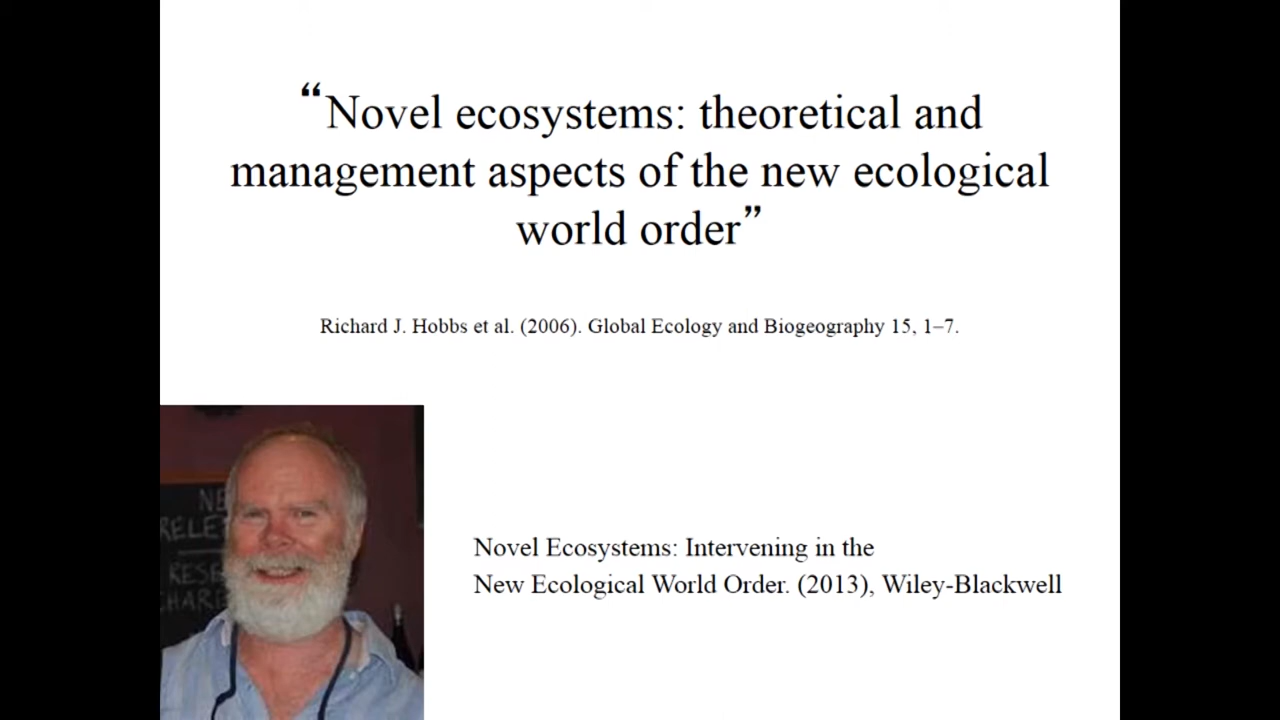 “Novel ecosystems: theoretical and
management aspects of the new ecological
world order”
Richard J. Hobbs et al. (2006). Global Ecology and Biogeography 15, 1–7.
Novel Ecosystems: Intervening in the
New Ecological World Order. (2013), Wiley-Blackwell